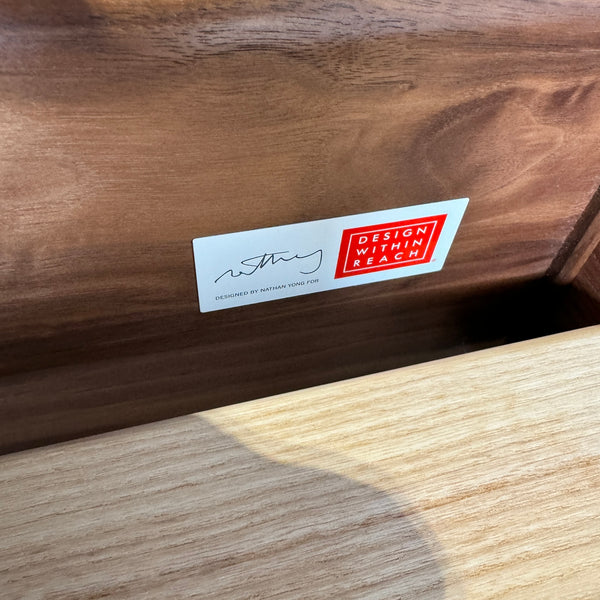 DESIGN
WITHIN
REACH
DESIGNED BY NATHAN YONG FOR